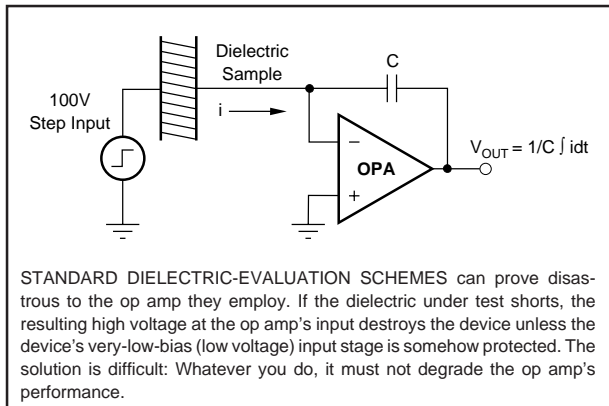 Dielectric
Sample
C
100V
Step Input
i
−
OPA
+
V_OUT = 1/C ∫ idt
STANDARD DIELECTRIC-EVALUATION SCHEMES can prove disas-
trous to the op amp they employ. If the dielectric under test shorts, the
resulting high voltage at the op amp's input destroys the device unless the
device's very-low-bias (low voltage) input stage is somehow protected. The
solution is difficult: Whatever you do, it must not degrade the op amp's
performance.